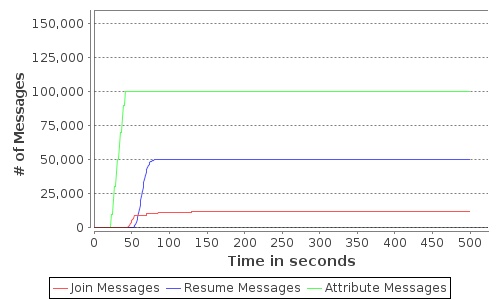 # of Messages
150,000
125,000
100,000
75,000
50,000
25,000
0
0 50 100 150 200 250 300 350 400 450 500
Time in seconds
Join Messages Resume Messages Attribute Messages